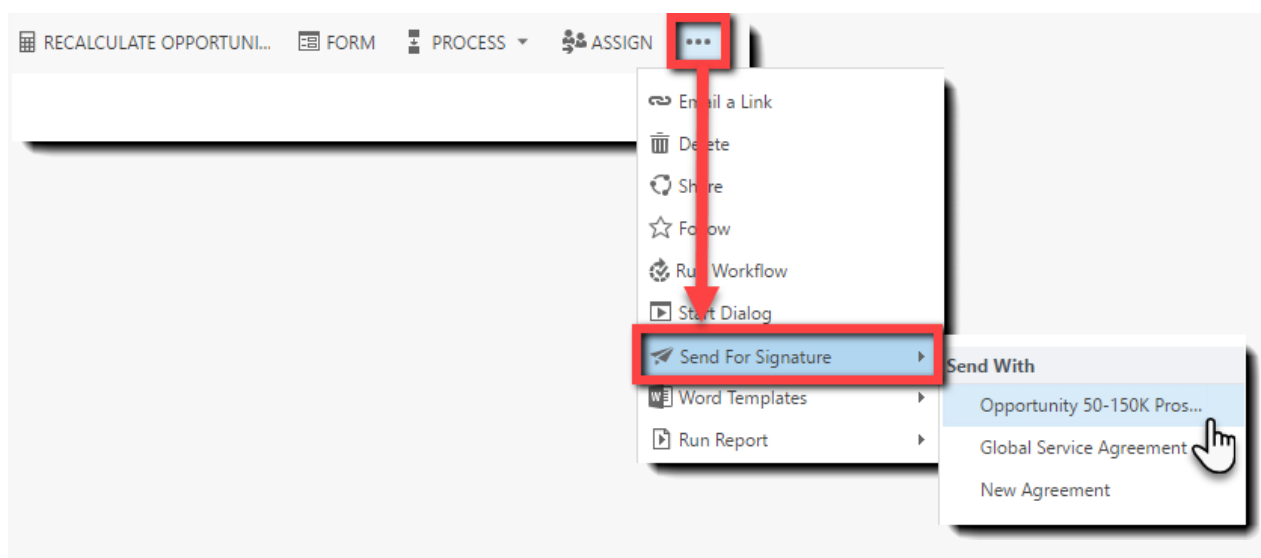 RECALCULATE OPPORTUNI... FORM PROCESS ASSIGN ...
Email a Link
Delete
Share
Follow
Run Workflow
Start Dialog
Send For Signature
Send With
Word Templates
Opportunity 50-150K Pros...
Run Report
Global Service Agreement
New Agreement